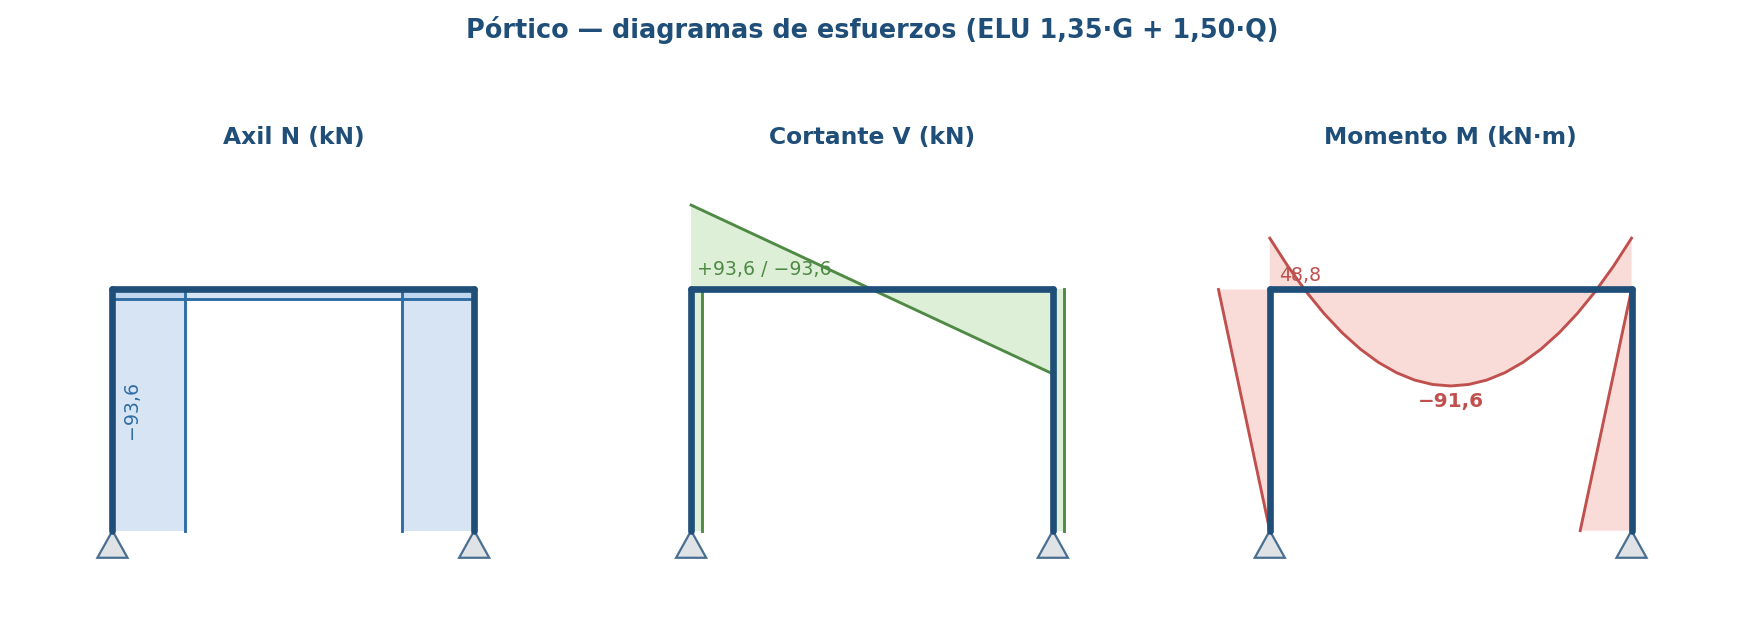 Pórtico — diagramas de esfuerzos (ELU 1,35·G + 1,50·Q)
Axil N (kN)
Cortante V (kN)
Momento M (kN·m)
+93,6 / −93,6
48,8
−93,6
−91,6